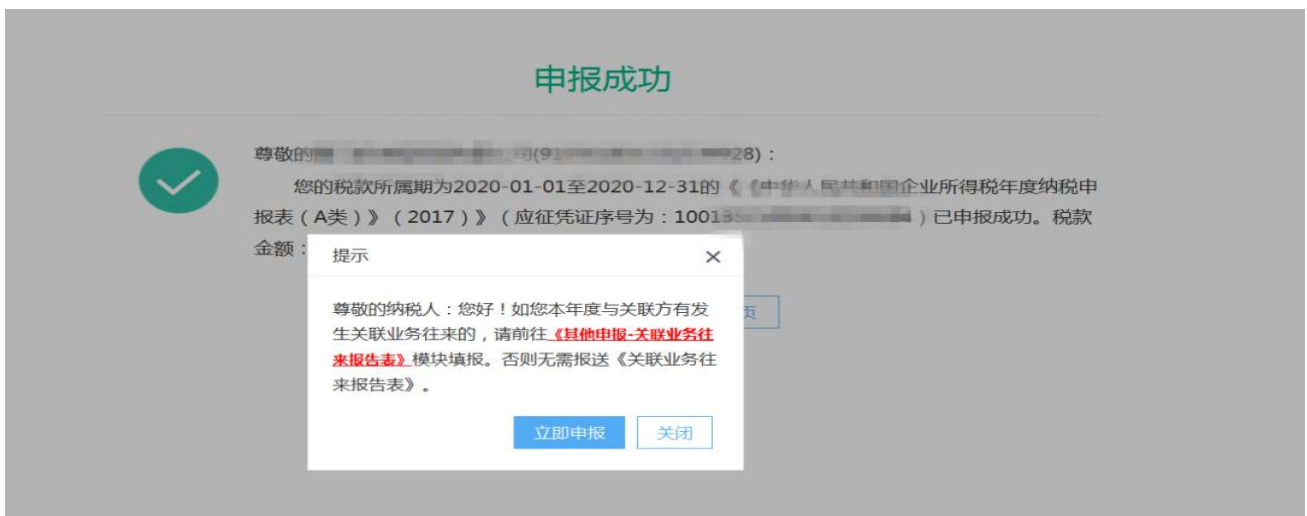 申报成功
尊敬的 司(91 28)：
您的税款所属期为2020-01-01至2020-12-31的《《中华人民共和国企业所得税年度纳税申
报表（A类）》（2017）》（应征凭证序号为：10013 ）已申报成功。税款
金额：
提示 ×
尊敬的纳税人：您好！如您本年度与关联方有发
生关联业务往来的，请前往《其他申报-关联业务往
来报告表》模块填报。否则无需报送《关联业务往
来报告表》。
页
立即申报 关闭